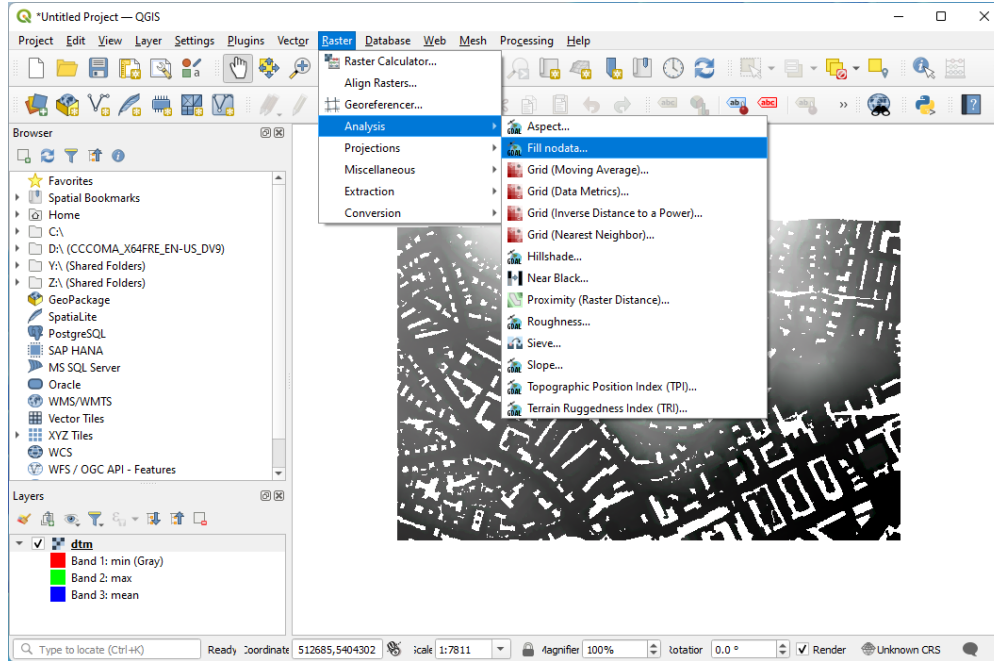 *Untitled Project — QGIS
Project Edit View Layer Settings Plugins Vector Raster Database Web Mesh Processing Help
Raster Calculator...
Align Rasters...
Georeferencer...
Analysis
Projections
Miscellaneous
Extraction
Conversion
Aspect...
Fill nodata...
Grid (Moving Average)...
Grid (Data Metrics)...
Grid (Inverse Distance to a Power)...
Grid (Nearest Neighbor)...
Hillshade...
Near Black...
Proximity (Raster Distance)...
Roughness...
Sieve...
Slope...
Topographic Position Index (TPI)...
Terrain Ruggedness Index (TRI)...
Browser
Favorites
Spatial Bookmarks
Home
C:\
D:\ (CCCOMA_X64FRE_EN-US_DV9)
Y:\ (Shared Folders)
Z:\ (Shared Folders)
GeoPackage
SpatiaLite
PostgreSQL
SAP HANA
MS SQL Server
Oracle
WMS/WMTS
Vector Tiles
XYZ Tiles
WCS
WFS / OGC API - Features
Layers
dtm
Band 1: min (Gray)
Band 2: max
Band 3: mean
Type to locate (Ctrl+K) Ready Coordinate 512685,5404302 Scale 1:7811 Magnifier 100% Rotation 0.0 ° Render Unknown CRS